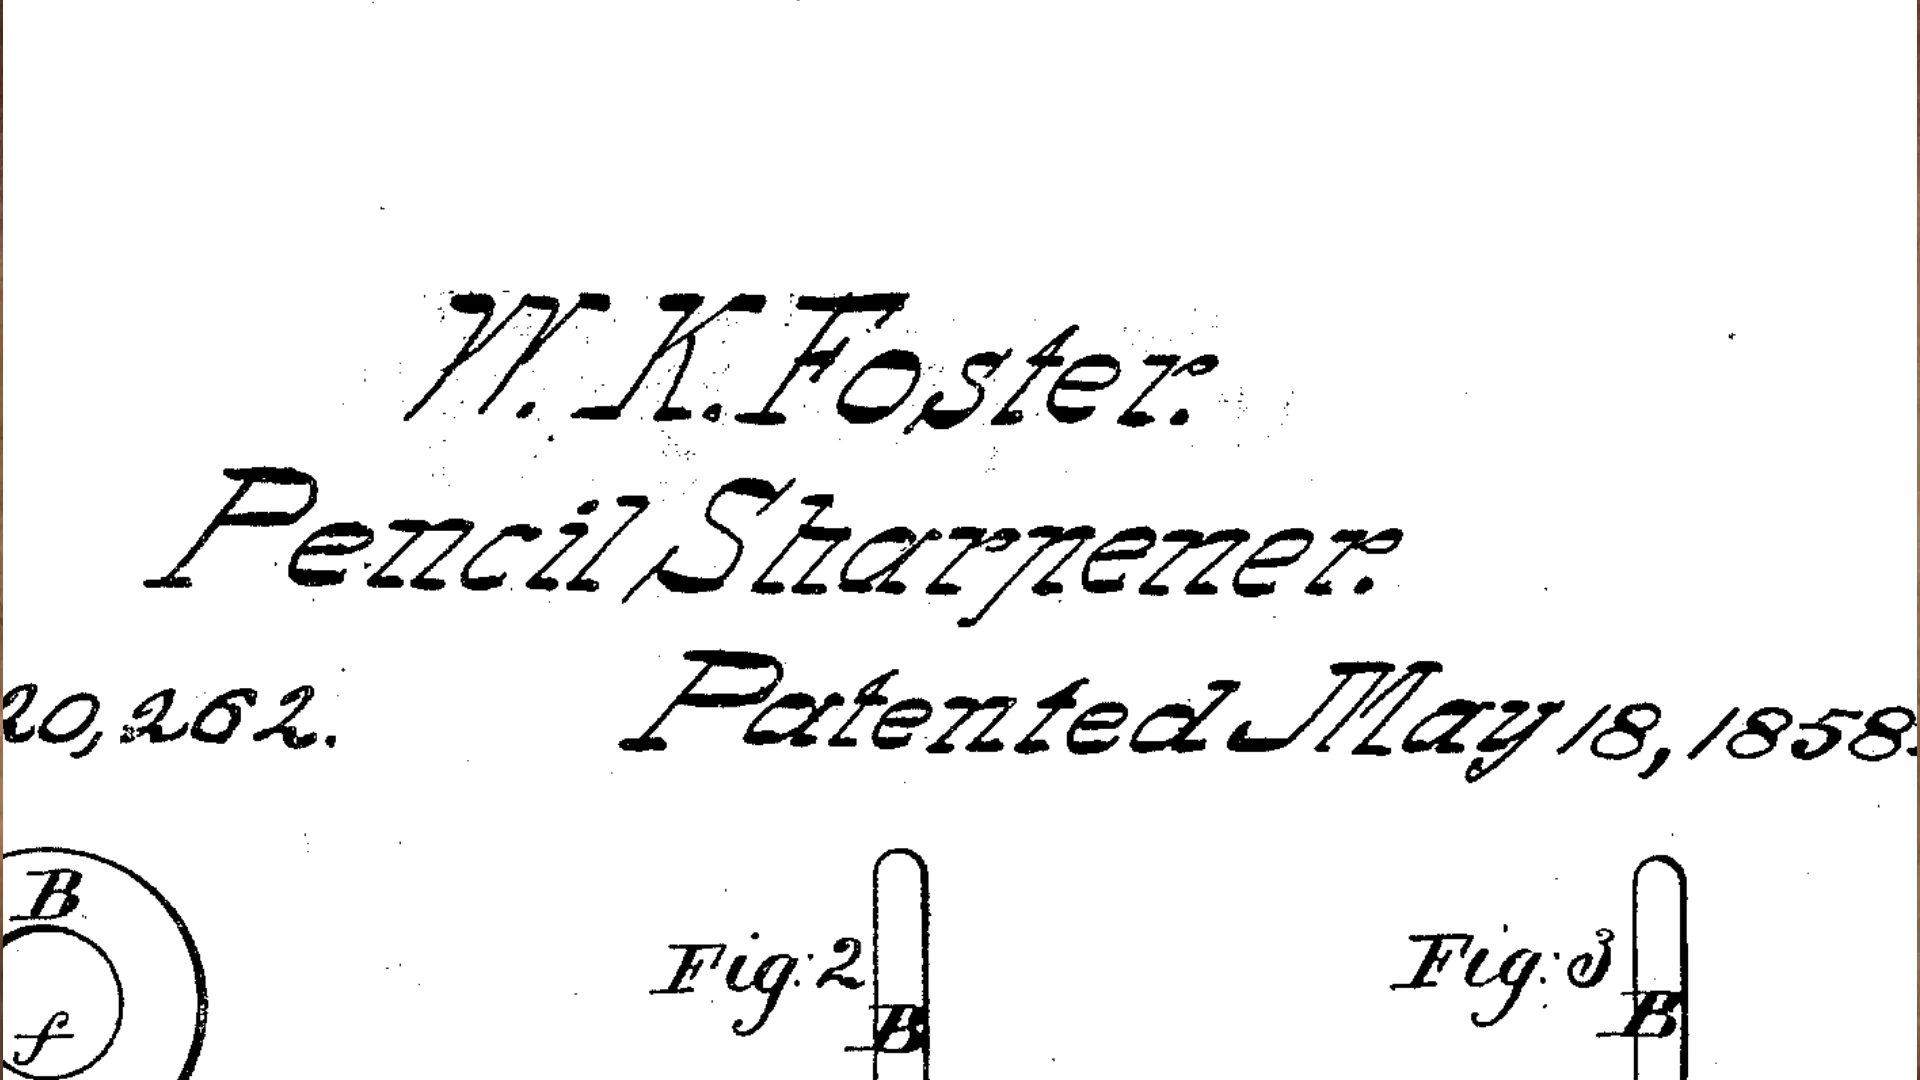 W. K. Foster.
Pencil Sharpener.
20,262. Patented May 18, 1858.
B
Fig: 2
Fig: 3
B
B
f